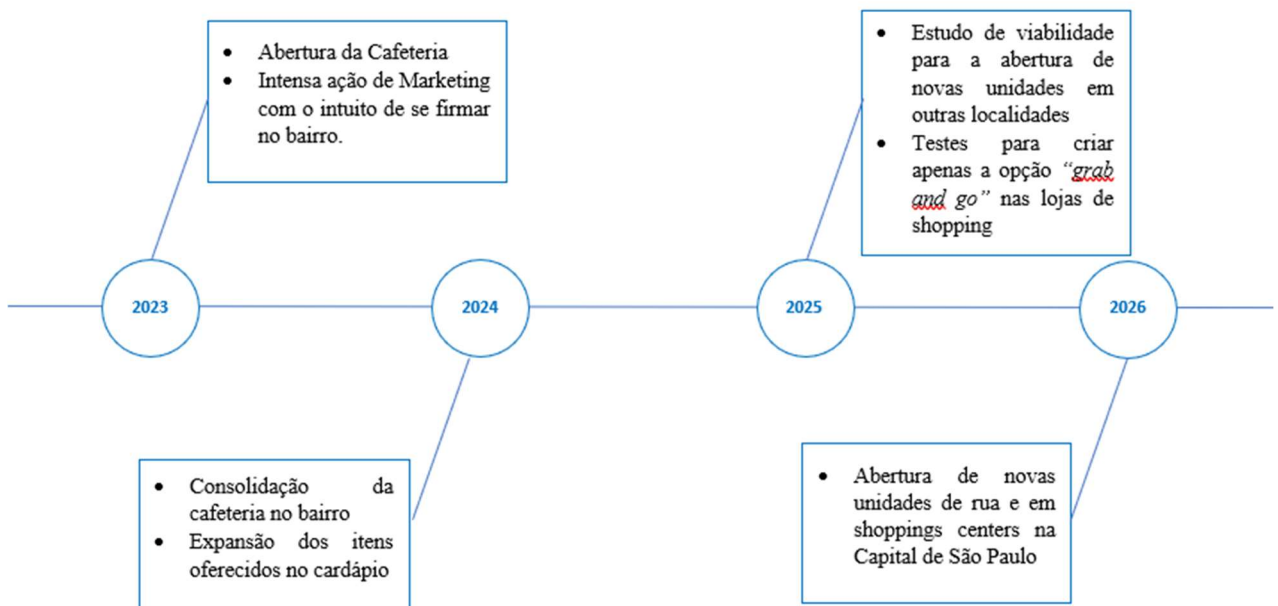 • Abertura da Cafeteria
• Intensa ação de Marketing
com o intuito de se firmar
no bairro.
• Estudo de viabilidade
para a abertura de
novas unidades em
outras localidades
• Testes para criar
apenas a opção “grab
and go” nas lojas de
shopping
2023
2024
2025
2026
• Consolidação da
cafeteria no bairro
• Expansão dos itens
oferecidos no cardápio
• Abertura de novas
unidades de rua e em
shoppings centers na
Capital de São Paulo